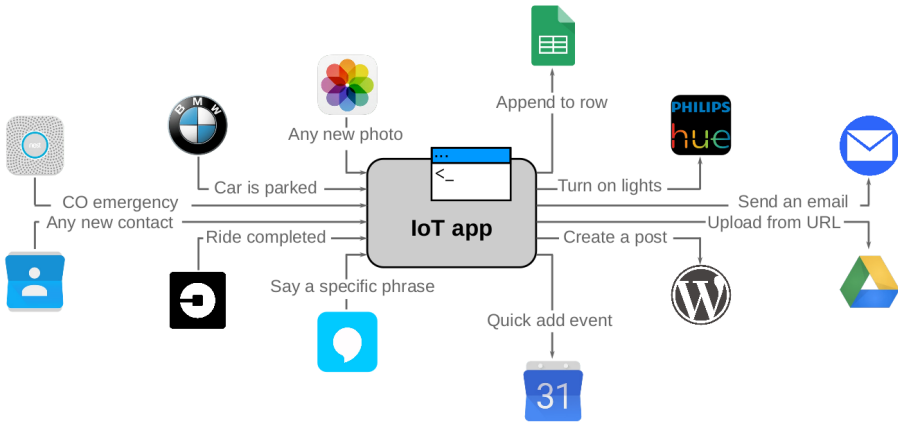 Append to row
BMW
PHILIPS
hue
Any new photo
nest
...
<_
Car is parked
Turn on lights
CO emergency
Send an email
Any new contact
IoT app
Upload from URL
Ride completed
Create a post
Say a specific phrase
W
Quick add event
31